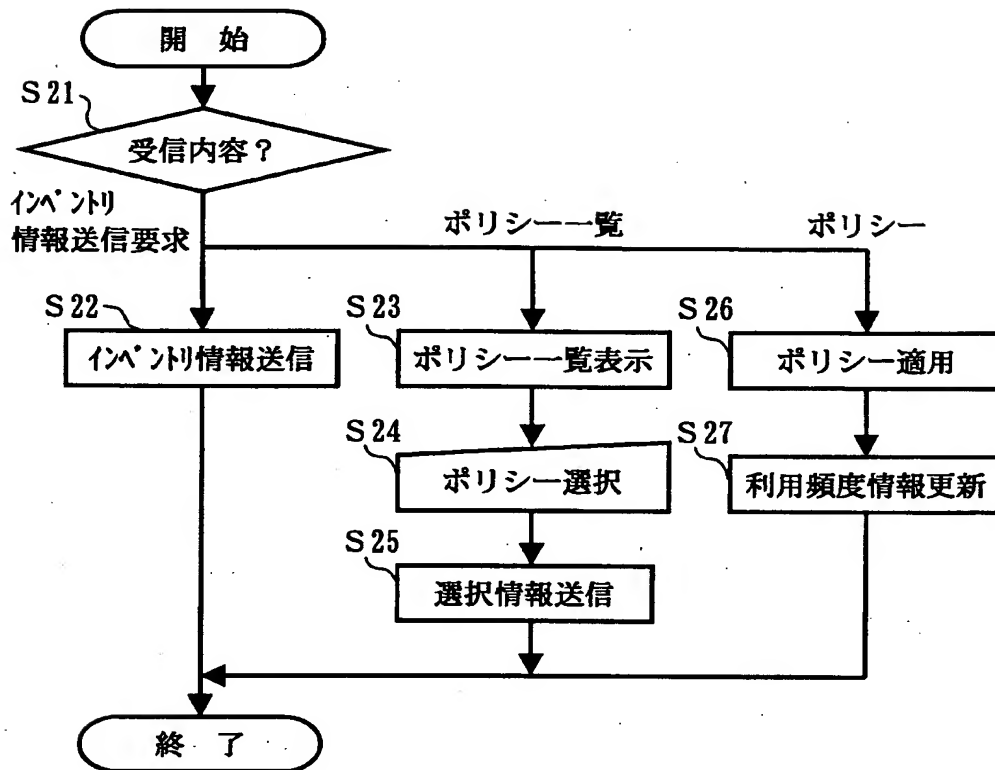 開 始
S21
受信内容？
インベントリ
情報送信要求
ポリシー一覧
ポリシー
S22
インベントリ情報送信
S23
ポリシー一覧表示
S26
ポリシー適用
S24
ポリシー選択
S27
利用頻度情報更新
S25
選択情報送信
終 了